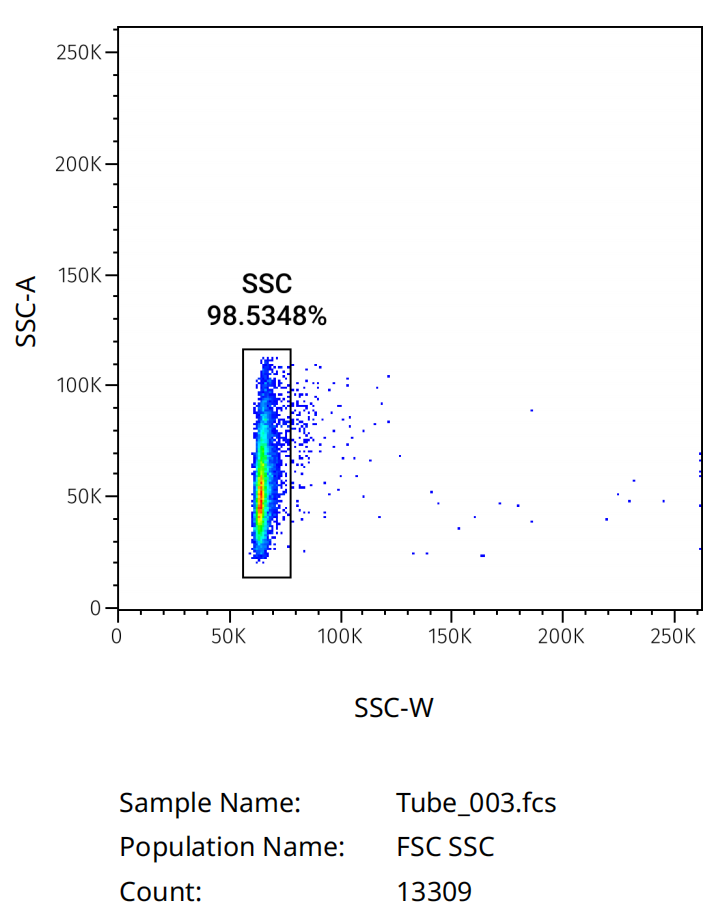 250K
200K
150K
100K
50K
0
SSC-A
SSC
98.5348%
0 50K 100K 150K 200K 250K
SSC-W
Sample Name: Tube_003.fcs
Population Name: FSC SSC
Count: 13309